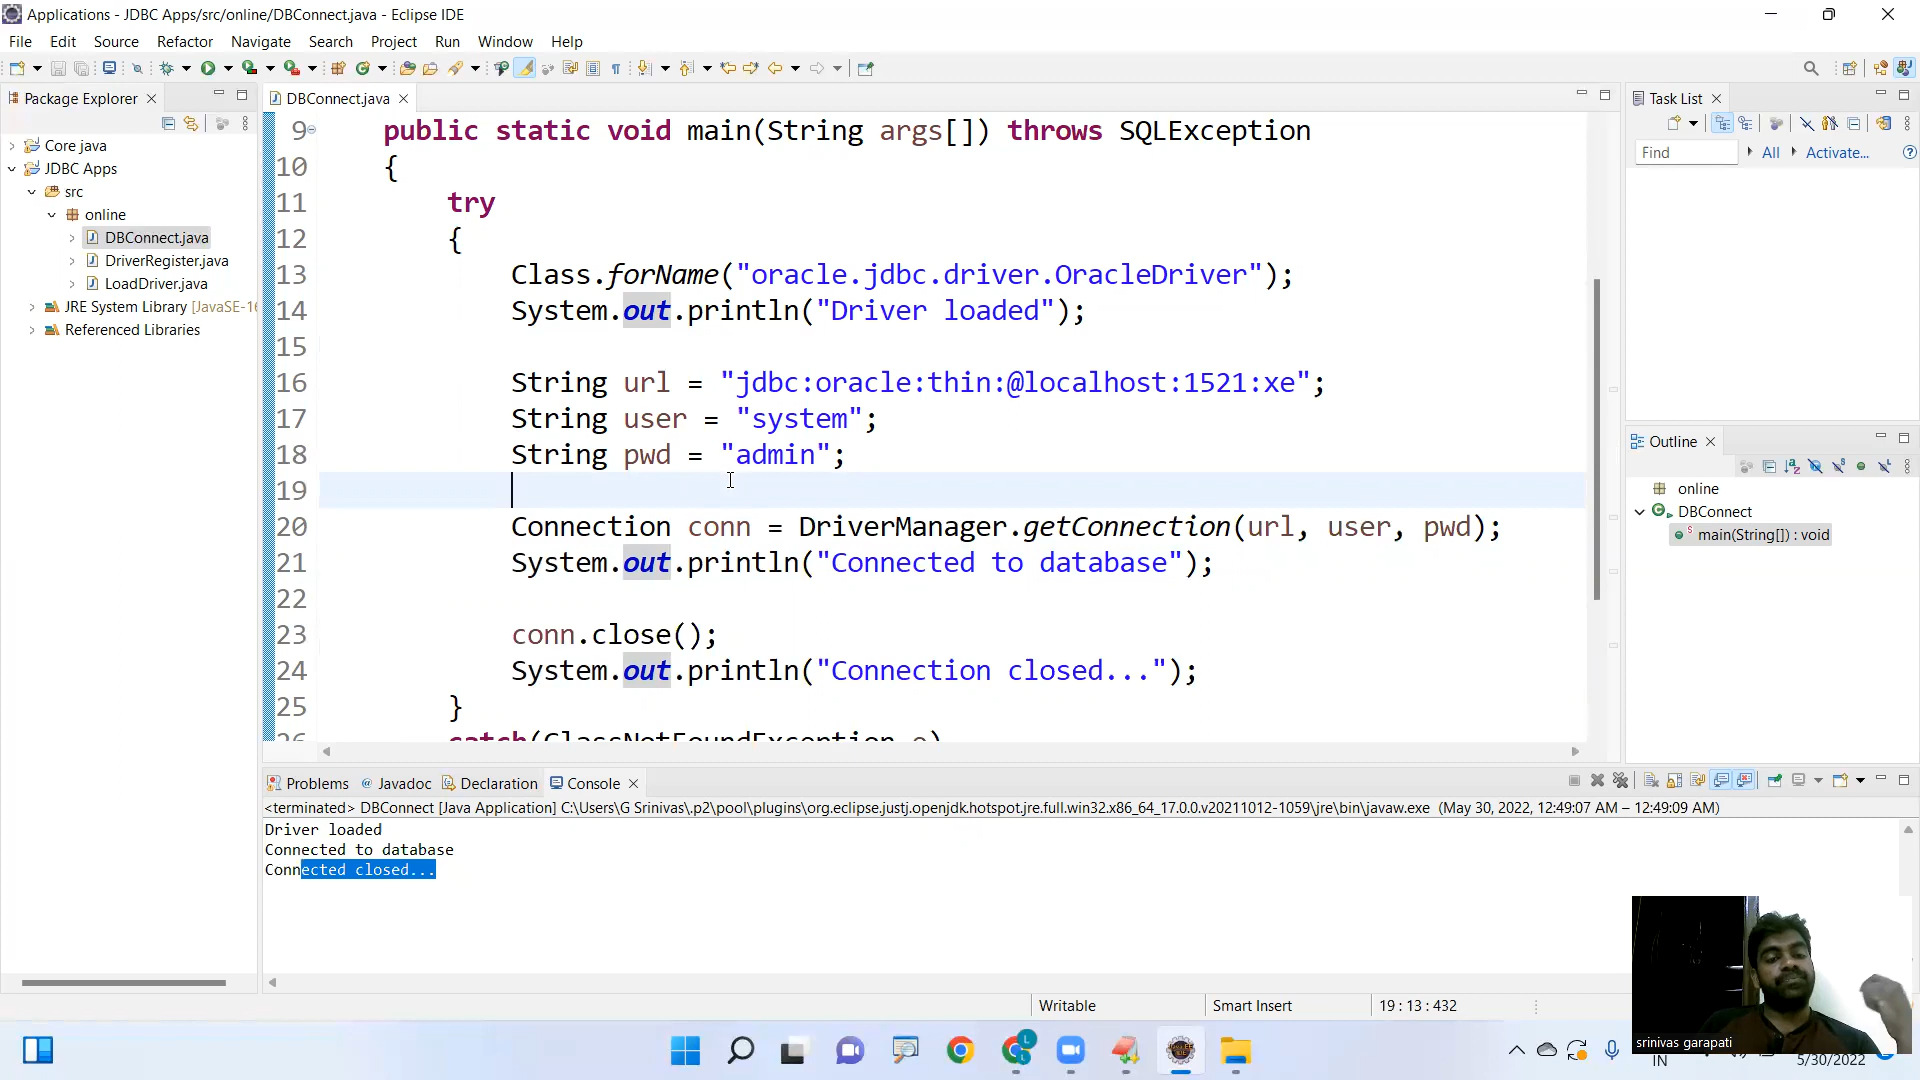 Applications - JDBC Apps/src/online/DBConnect.java - Eclipse IDE
File Edit Source Refactor Navigate Search Project Run Window Help
Package Explorer
Core java
JDBC Apps
src
online
DBConnect.java
DriverRegister.java
LoadDriver.java
JRE System Library [JavaSE-16
Referenced Libraries
DBConnect.java
9 public static void main(String args[]) throws SQLException
10 {
11 try
12 {
13 Class.forName("oracle.jdbc.driver.OracleDriver");
14 System.out.println("Driver loaded");
15
16 String url = "jdbc:oracle:thin:@localhost:1521:xe";
17 String user = "system";
18 String pwd = "admin";
19
20 Connection conn = DriverManager.getConnection(url, user, pwd);
21 System.out.println("Connected to database");
22
23 conn.close();
24 System.out.println("Connection closed...");
25 }
26 catch(ClassNotFoundException e)
Task List
Find All Activate...
Outline
online
DBConnect
main(String[]) : void
Problems Javadoc Declaration Console
<terminated> DBConnect [Java Application] C:\Users\G Srinivas\.p2\pool\plugins\org.eclipse.justj.openjdk.hotspot.jre.full.win32.x86_64_17.0.0.v20211012-1059\jre\bin\javaw.exe (May 30, 2022, 12:49:07 AM – 12:49:09 AM)
Driver loaded
Connected to database
Connected closed...
Writable Smart Insert 19 : 13 : 432
srinivas garapati
IN
5/30/2022